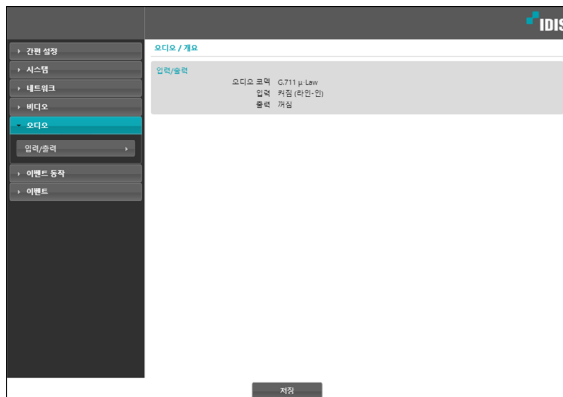 IDIS
간편 설정
시스템
네트워크
비디오
오디오
입력/출력
이벤트 동작
이벤트
오디오 / 개요
입력/출력
오디오 코덱 G.711 μ-Law
입력 켜짐 (라인-인)
출력 꺼짐
저장